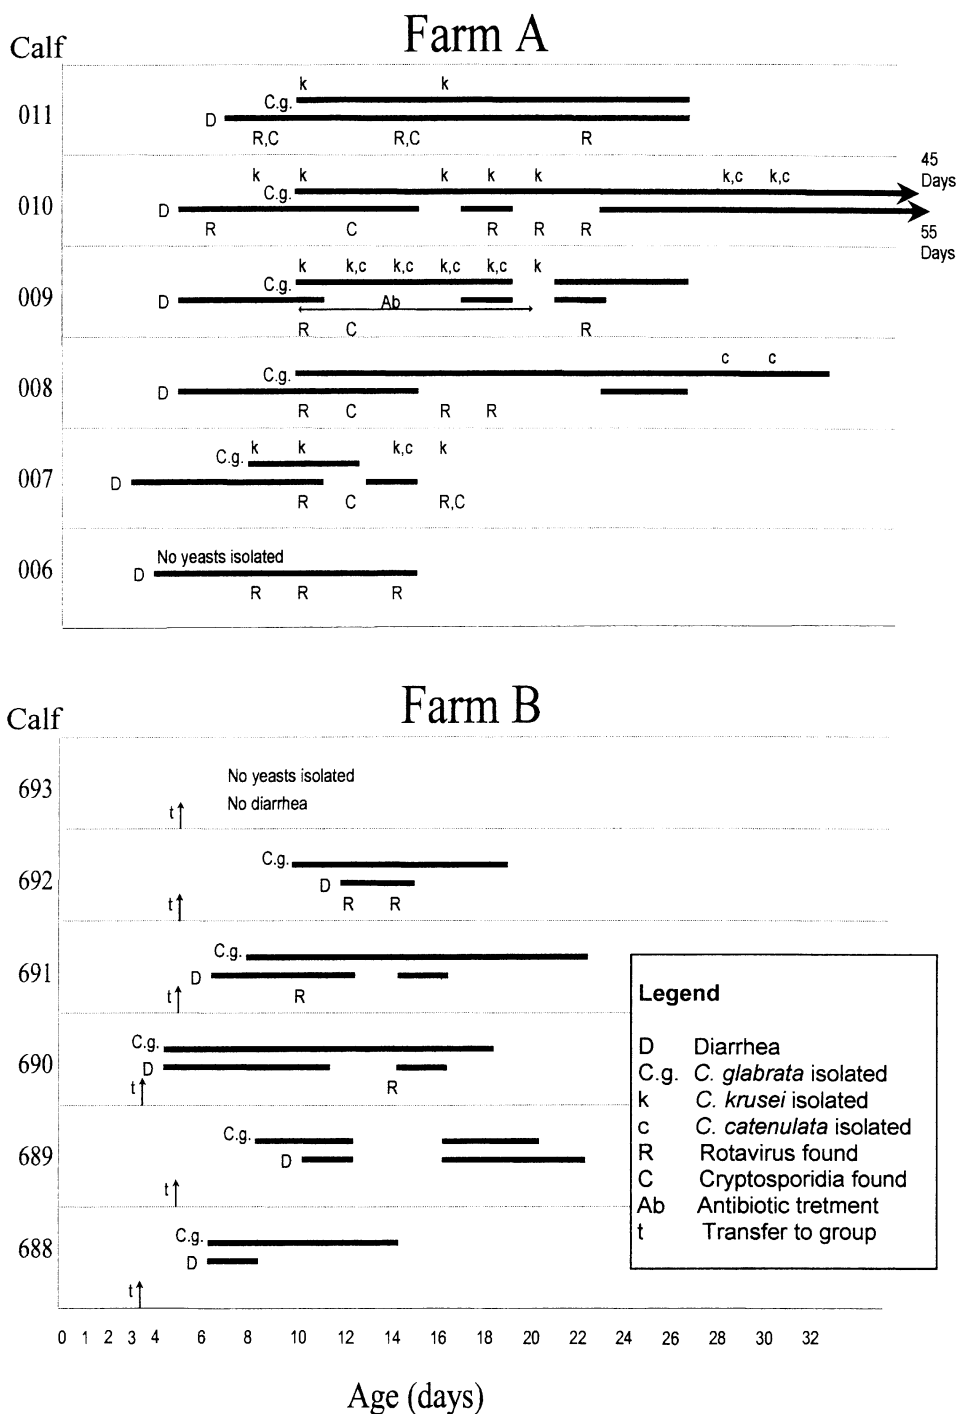 Farm A
Calf
k k
C.g.
011
D
R,C R,C R
45
Days
k k k k k k,c k,c
C.g.
010
D
R C R R R
55
Days
k k,c k,c k,c k,c k
C.g.
009
D Ab
R C R
c c
C.g.
008
D
R C R R
k k k,c k
C.g.
007
D
R C R,C
No yeasts isolated
006
D
R R R
Farm B
Calf
No yeasts isolated
693
No diarrhea
t
C.g.
692
D
R R
t
C.g.
691
D
R
t
C.g.
690
D
R
t
C.g.
689
D
t
C.g.
688
D
t
Legend
D Diarrhea
C.g. C. glabrata isolated
k C. krusei isolated
c C. catenulata isolated
R Rotavirus found
C Cryptosporidia found
Ab Antibiotic tretment
t Transfer to group
0 1 2 3 4 6 8 10 12 14 16 18 20 22 24 26 28 30 32
Age (days)